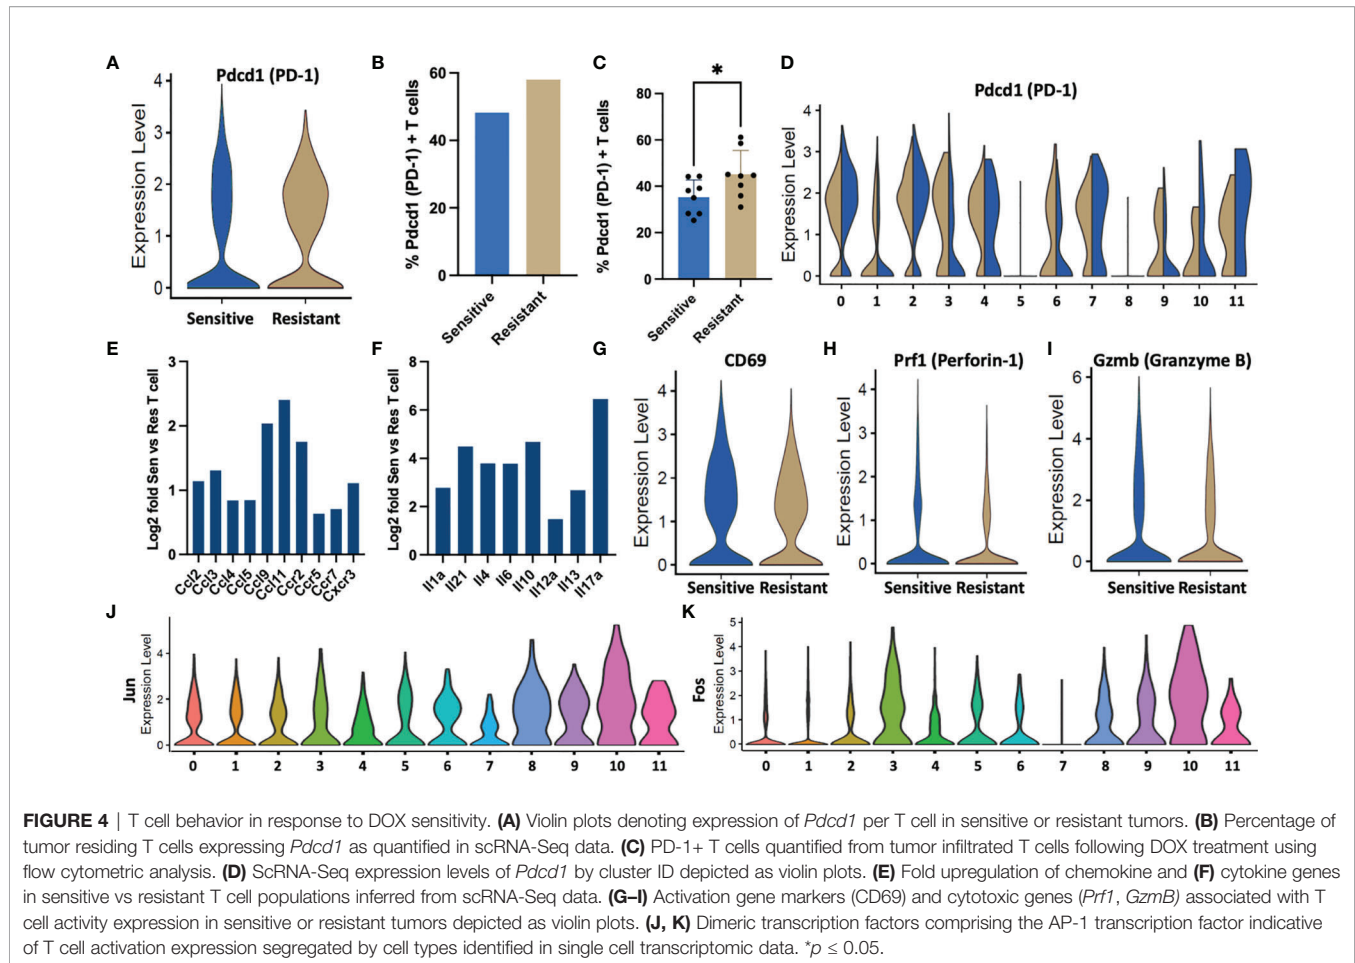 A
Pdcd1 (PD-1)
Expression Level
4
3
2
1
0
Sensitive Resistant
B
% Pdcd1 (PD-1) + T cells
60
40
20
0
Sensitive
Resistant
C
% Pdcd1 (PD-1) + T cells
*
80
60
40
20
0
Sensitive
Resistant
D
Pdcd1 (PD-1)
Expression Level
4
3
2
1
0
0 1 2 3 4 5 6 7 8 9 10 11
E
Log2 fold Sen vs Res T cell
3
2
1
0
Ccl2 Ccl3 Ccl4 Ccl5 Ccl9 Ccl11 Ccr2 Ccr5 Ccr7 Cxcr3
F
Log2 fold Sen vs Res T cell
8
6
4
2
0
Il1a Il21 Il4 Il6 Il10 Il12a Il13 Il17a
G
CD69
Expression Level
4
3
2
1
0
Sensitive Resistant
H
Prf1 (Perforin-1)
Expression Level
4
3
2
1
0
Sensitive Resistant
I
Gzmb (Granzyme B)
Expression Level
6
4
2
0
Sensitive Resistant
J
Jun
Expression Level
4
2
0
0 1 2 3 4 5 6 7 8 9 10 11
K
Fos
Expression Level
5
4
3
2
1
0
0 1 2 3 4 5 6 7 8 9 10 11
FIGURE 4 | T cell behavior in response to DOX sensitivity. (A) Violin plots denoting expression of Pdcd1 per T cell in sensitive or resistant tumors. (B) Percentage of
tumor residing T cells expressing Pdcd1 as quantified in scRNA-Seq data. (C) PD-1+ T cells quantified from tumor infiltrated T cells following DOX treatment using
flow cytometric analysis. (D) ScRNA-Seq expression levels of Pdcd1 by cluster ID depicted as violin plots. (E) Fold upregulation of chemokine and (F) cytokine genes
in sensitive vs resistant T cell populations inferred from scRNA-Seq data. (G–I) Activation gene markers (CD69) and cytotoxic genes (Prf1, GzmB) associated with T
cell activity expression in sensitive or resistant tumors depicted as violin plots. (J, K) Dimeric transcription factors comprising the AP-1 transcription factor indicative
of T cell activation expression segregated by cell types identified in single cell transcriptomic data. *p ≤ 0.05.